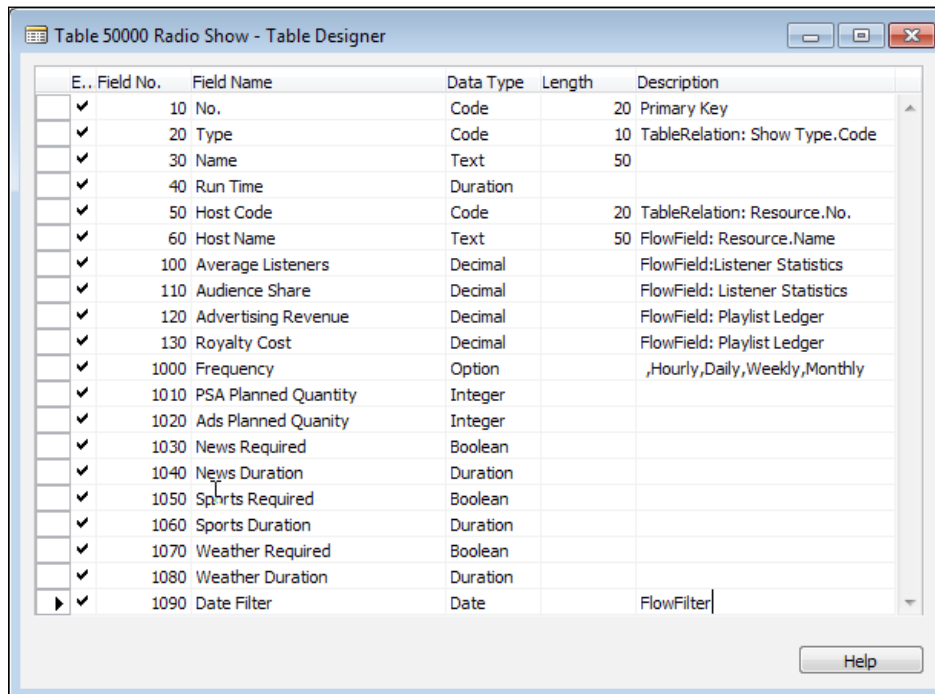 Table 50000 Radio Show - Table Designer
E.. Field No. Field Name Data Type Length Description
10 No. Code 20 Primary Key
20 Type Code 10 TableRelation: Show Type.Code
30 Name Text 50
40 Run Time Duration
50 Host Code Code 20 TableRelation: Resource.No.
60 Host Name Text 50 FlowField: Resource.Name
100 Average Listeners Decimal FlowField:Listener Statistics
110 Audience Share Decimal FlowField: Listener Statistics
120 Advertising Revenue Decimal FlowField: Playlist Ledger
130 Royalty Cost Decimal FlowField: Playlist Ledger
1000 Frequency Option ,Hourly,Daily,Weekly,Monthly
1010 PSA Planned Quantity Integer
1020 Ads Planned Quanity Integer
1030 News Required Boolean
1040 News Duration Duration
1050 Sports Required Boolean
1060 Sports Duration Duration
1070 Weather Required Boolean
1080 Weather Duration Duration
1090 Date Filter Date FlowFilter
Help